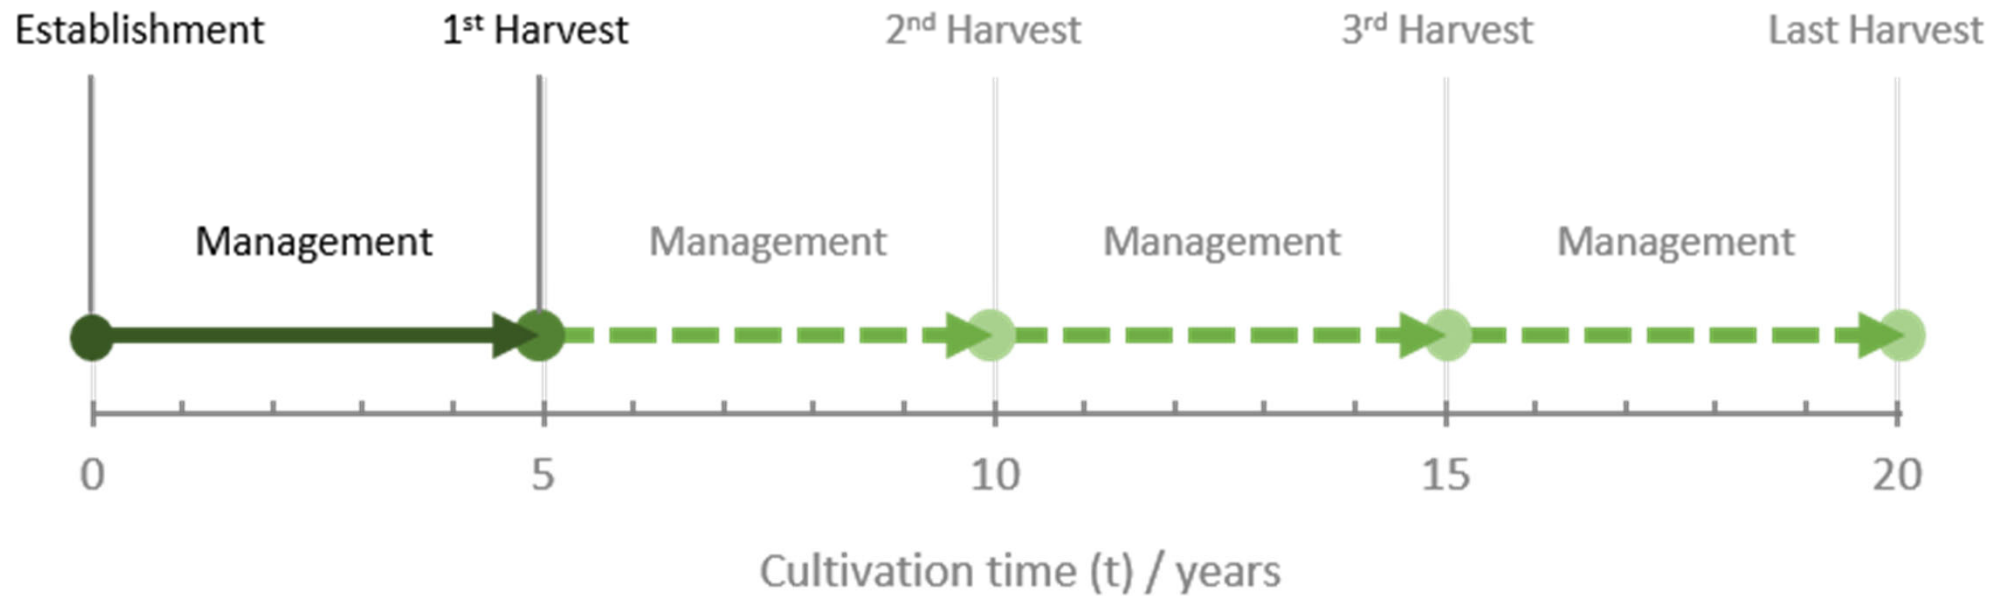 Establishment 1st Harvest 2nd Harvest 3rd Harvest Last Harvest
Management Management Management Management
0 5 10 15 20
Cultivation time (t) / years